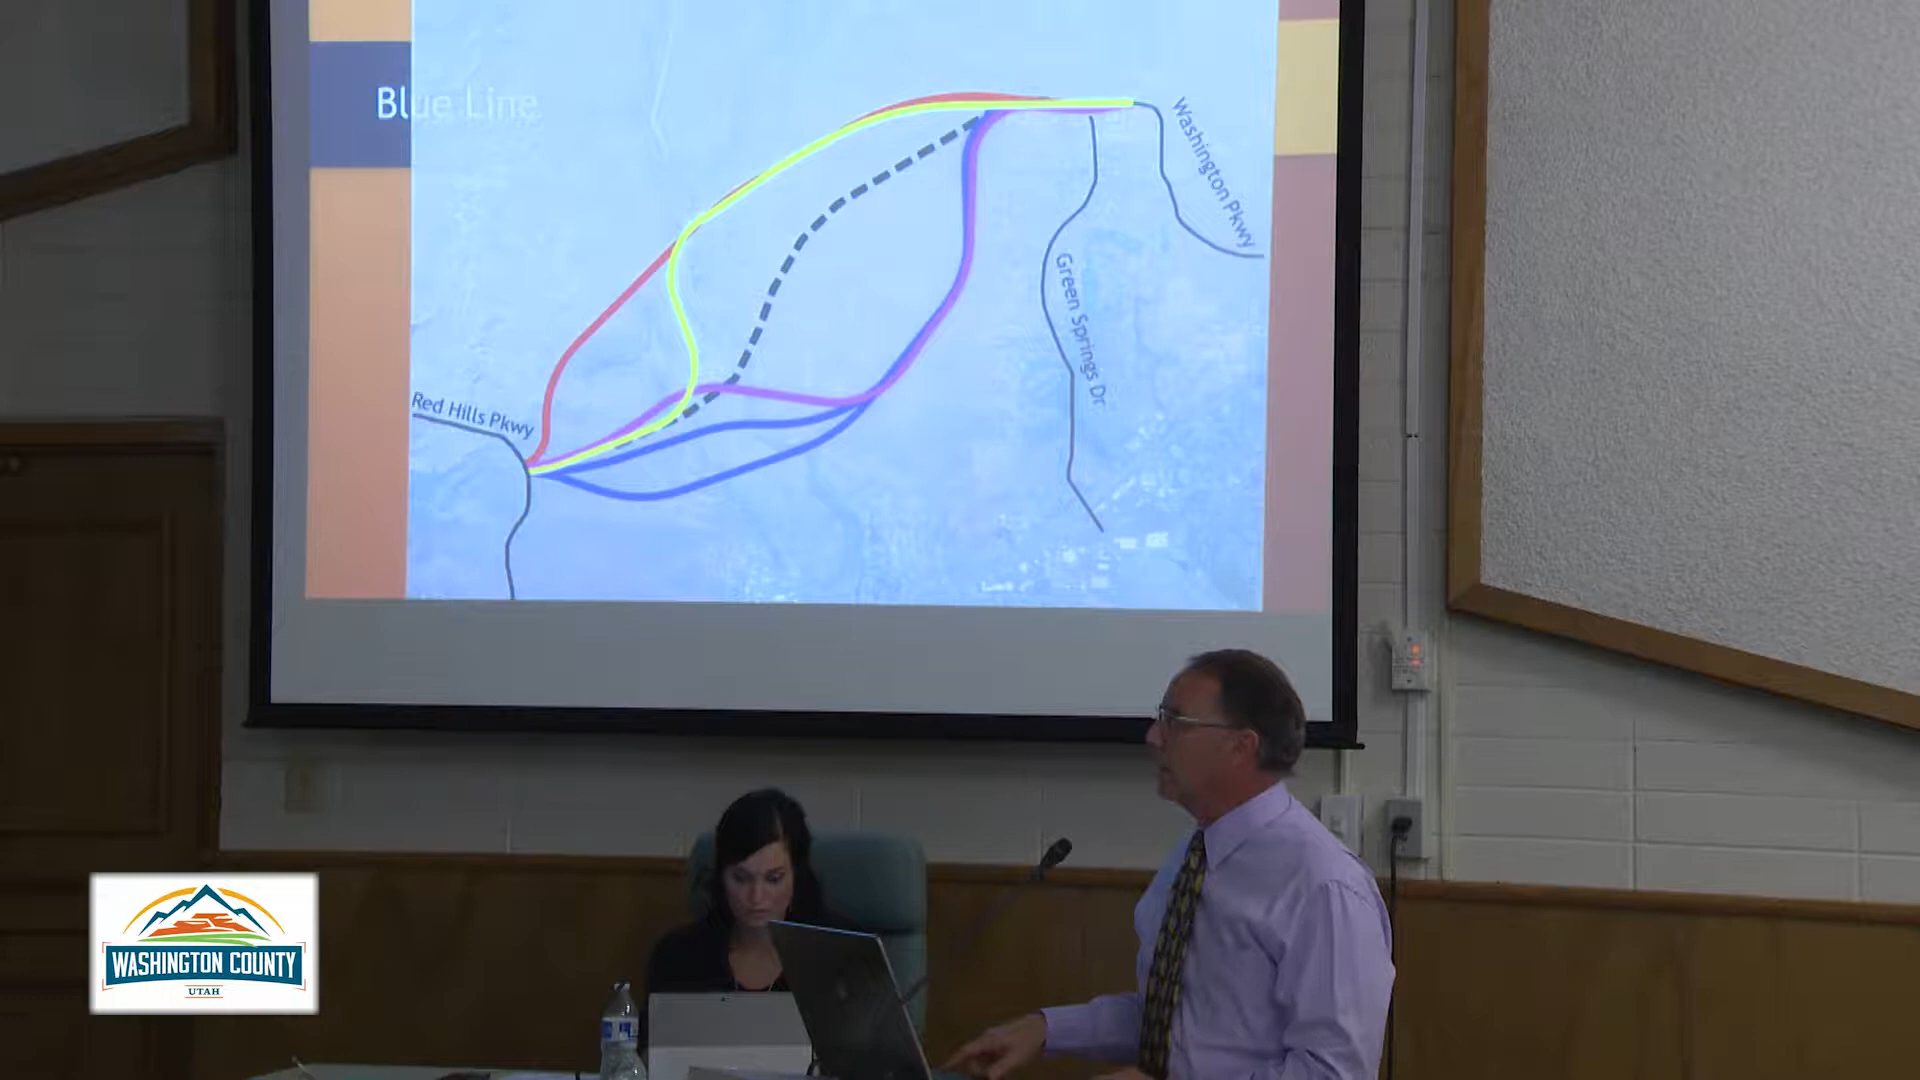 Blue Line
Washington Pkwy
Green Springs Dr
Red Hills Pkwy
WASHINGTON COUNTY
UTAH